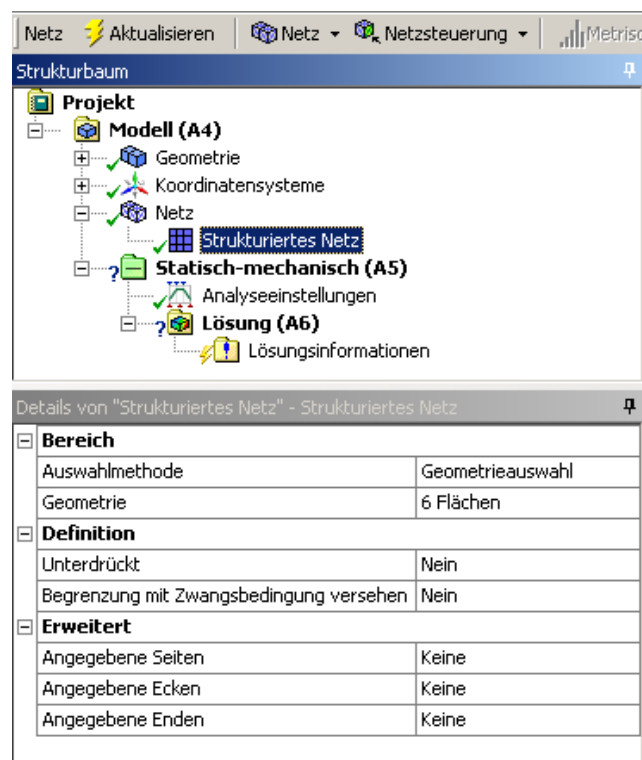 Netz Aktualisieren Netz Netzsteuerung Metrisc
Strukturbaum
Projekt
Modell (A4)
Geometrie
Koordinatensysteme
Netz
Strukturiertes Netz
Statisch-mechanisch (A5)
Analyseeinstellungen
Lösung (A6)
Lösungsinformationen
Details von "Strukturiertes Netz" - Strukturiertes Netz
Bereich
Auswahlmethode Geometrieauswahl
Geometrie 6 Flächen
Definition
Unterdrückt Nein
Begrenzung mit Zwangsbedingung versehen Nein
Erweitert
Angegebene Seiten Keine
Angegebene Ecken Keine
Angegebene Enden Keine